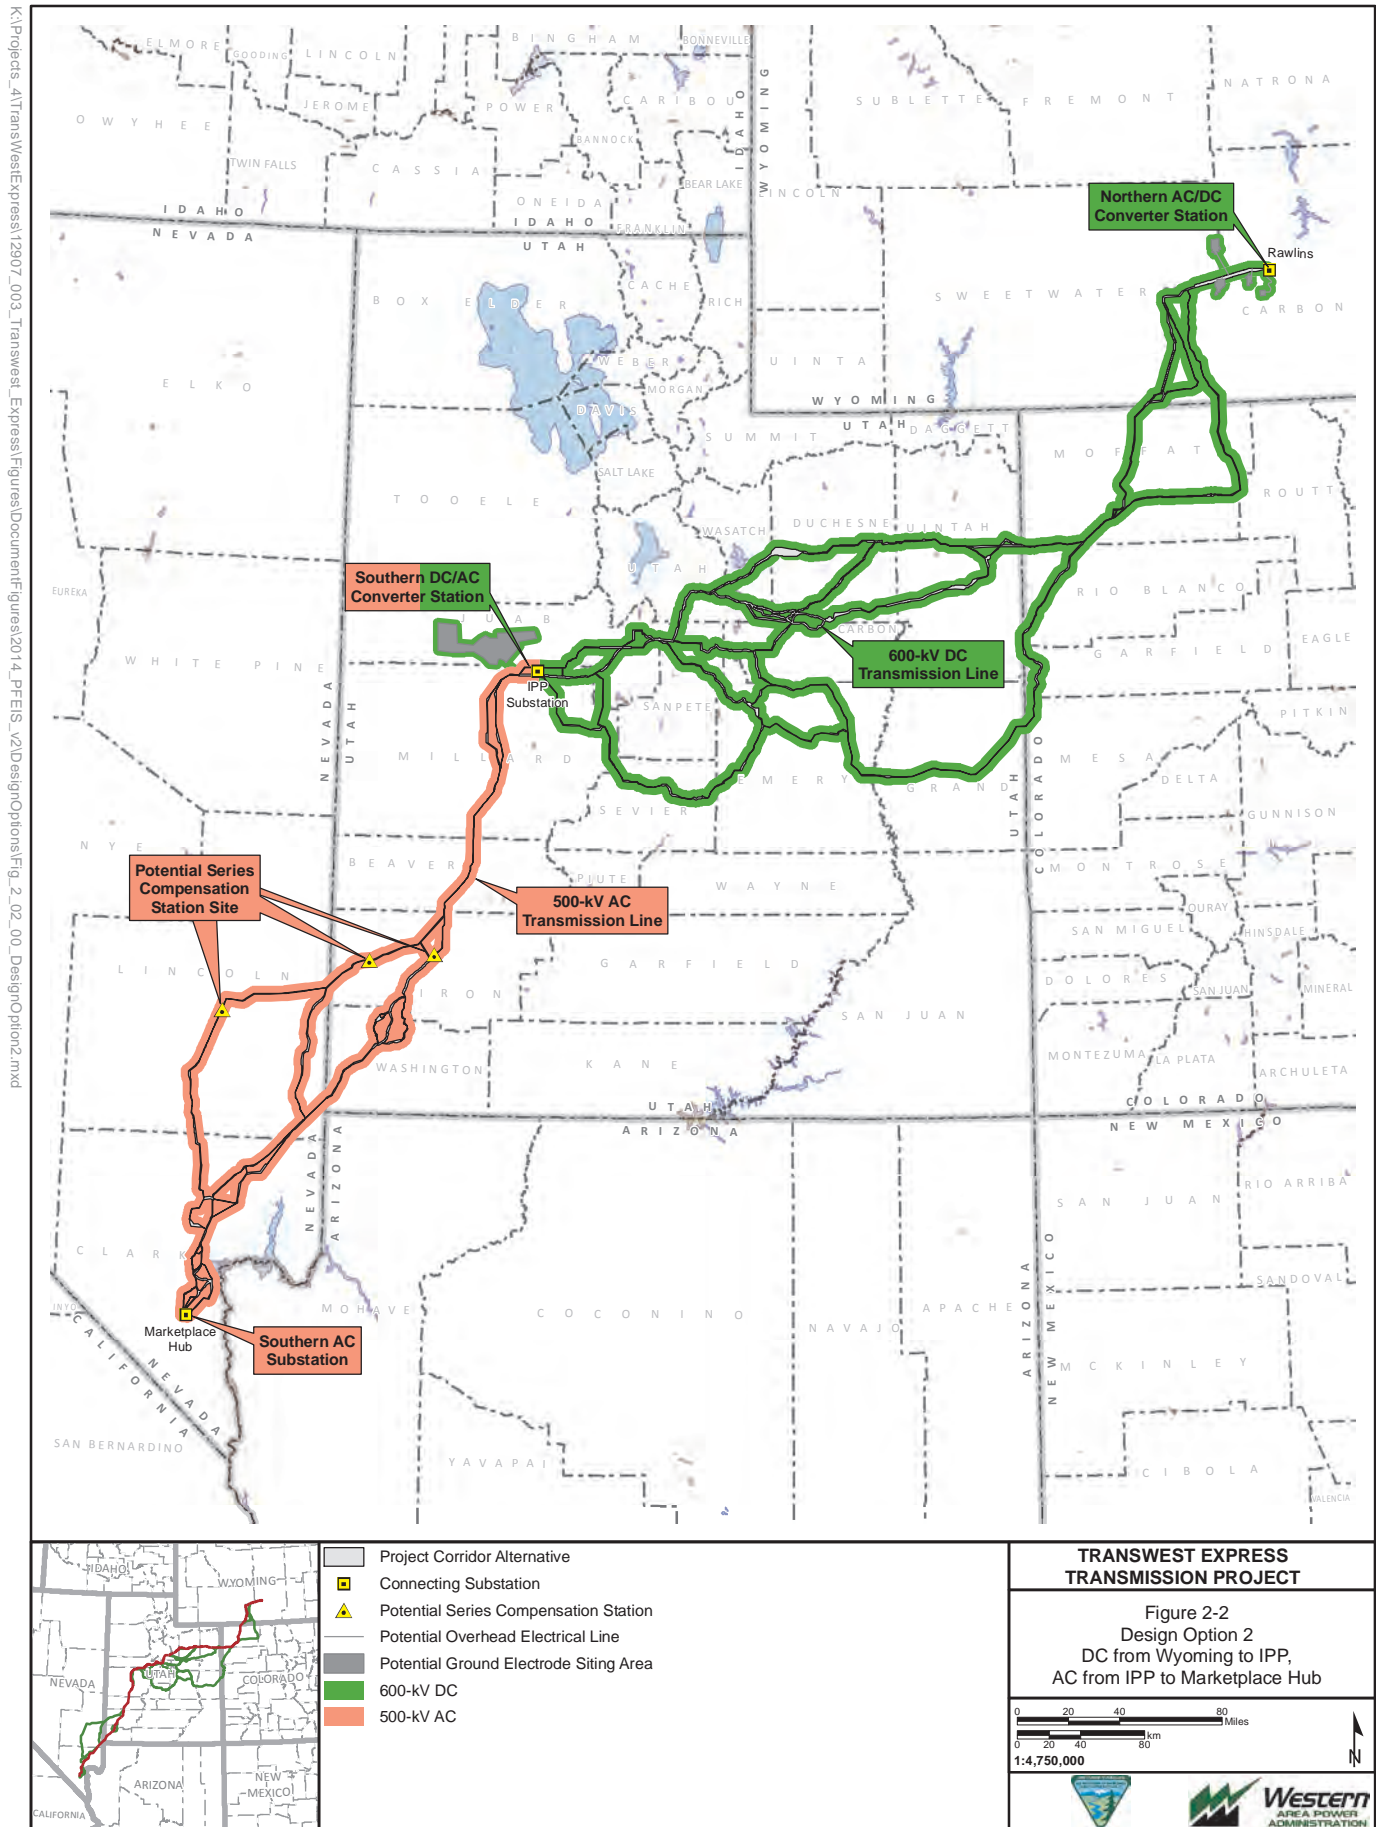 K:\Projects_4\TransWestExpress\12907_003_Transwest_Express\Figures\DocumentFigures\2014_PFEIS_v2\DesignOptions\Fig_2_02_00_DesignOption2.mxd
ELMORE
GOODING
LINCOLN
BINGHAM
BONNEVILLE
JEROME
POWER
CARIBOU
SUBLETTE
FREMONT
NATRONA
OWYHEE
TWIN FALLS
CASSIA
BANNOCK
IDAHO
WYOMING
BEAR LAKE
LINCOLN
ONEIDA
FRANKLIN
IDAHO
NEVADA
IDAHO
UTAH
Northern AC/DC
Converter Station
Rawlins
BOX ELDER
CACHE
RICH
SWEETWATER
CARBON
ELKO
WEBER
MORGAN
DAVIS
UINTA
WYOMING
UTAH
SUMMIT
DAGGETT
MOFFAT
ROUTT
SALT LAKE
TOOELE
WASATCH
DUCHESNE
UINTAH
UTAH
EUREKA
Southern DC/AC
Converter Station
JUAB
RIO BLANCO
CARBON
EAGLE
GARFIELD
600-kV DC
Transmission Line
WHITE PINE
NEVADA
UTAH
IPP
Substation
SANPETE
PITKIN
MILLARD
EMERY
GRAND
UTAH
COLORADO
MESA
DELTA
SEVIER
GUNNISON
NYE
BEAVER
PIUTE
WAYNE
MONTROSE
Potential Series
Compensation
Station Site
500-kV AC
Transmission Line
OURAY
SAN MIGUEL
HINSDALE
LINCOLN
GARFIELD
IRON
DOLORES
SAN JUAN
MINERAL
SAN JUAN
KANE
WASHINGTON
MONTEZUMA
LA PLATA
ARCHULETA
UTAH
ARIZONA
COLORADO
NEW MEXICO
NEVADA
ARIZONA
SAN JUAN
RIO ARRIBA
CLARK
ARIZONA
NEW MEXICO
SANDOVAL
INYO
CALIFORNIA
NEVADA
MOHAVE
COCONINO
NAVAJO
APACHE
Marketplace
Hub
Southern AC
Substation
MCKINLEY
SAN BERNARDINO
YAVAPAI
CIBOLA
VALENCIA
IDAHO
WYOMING
NEVADA
UTAH
COLORADO
ARIZONA
NEW
MEXICO
CALIFORNIA
Project Corridor Alternative
Connecting Substation
Potential Series Compensation Station
Potential Overhead Electrical Line
Potential Ground Electrode Siting Area
600-kV DC
500-kV AC
TRANSWEST EXPRESS
TRANSMISSION PROJECT
Figure 2-2
Design Option 2
DC from Wyoming to IPP,
AC from IPP to Marketplace Hub
0 20 40 80
Miles
km
0 20 40 80
1:4,750,000
N
Western
AREA POWER
ADMINISTRATION